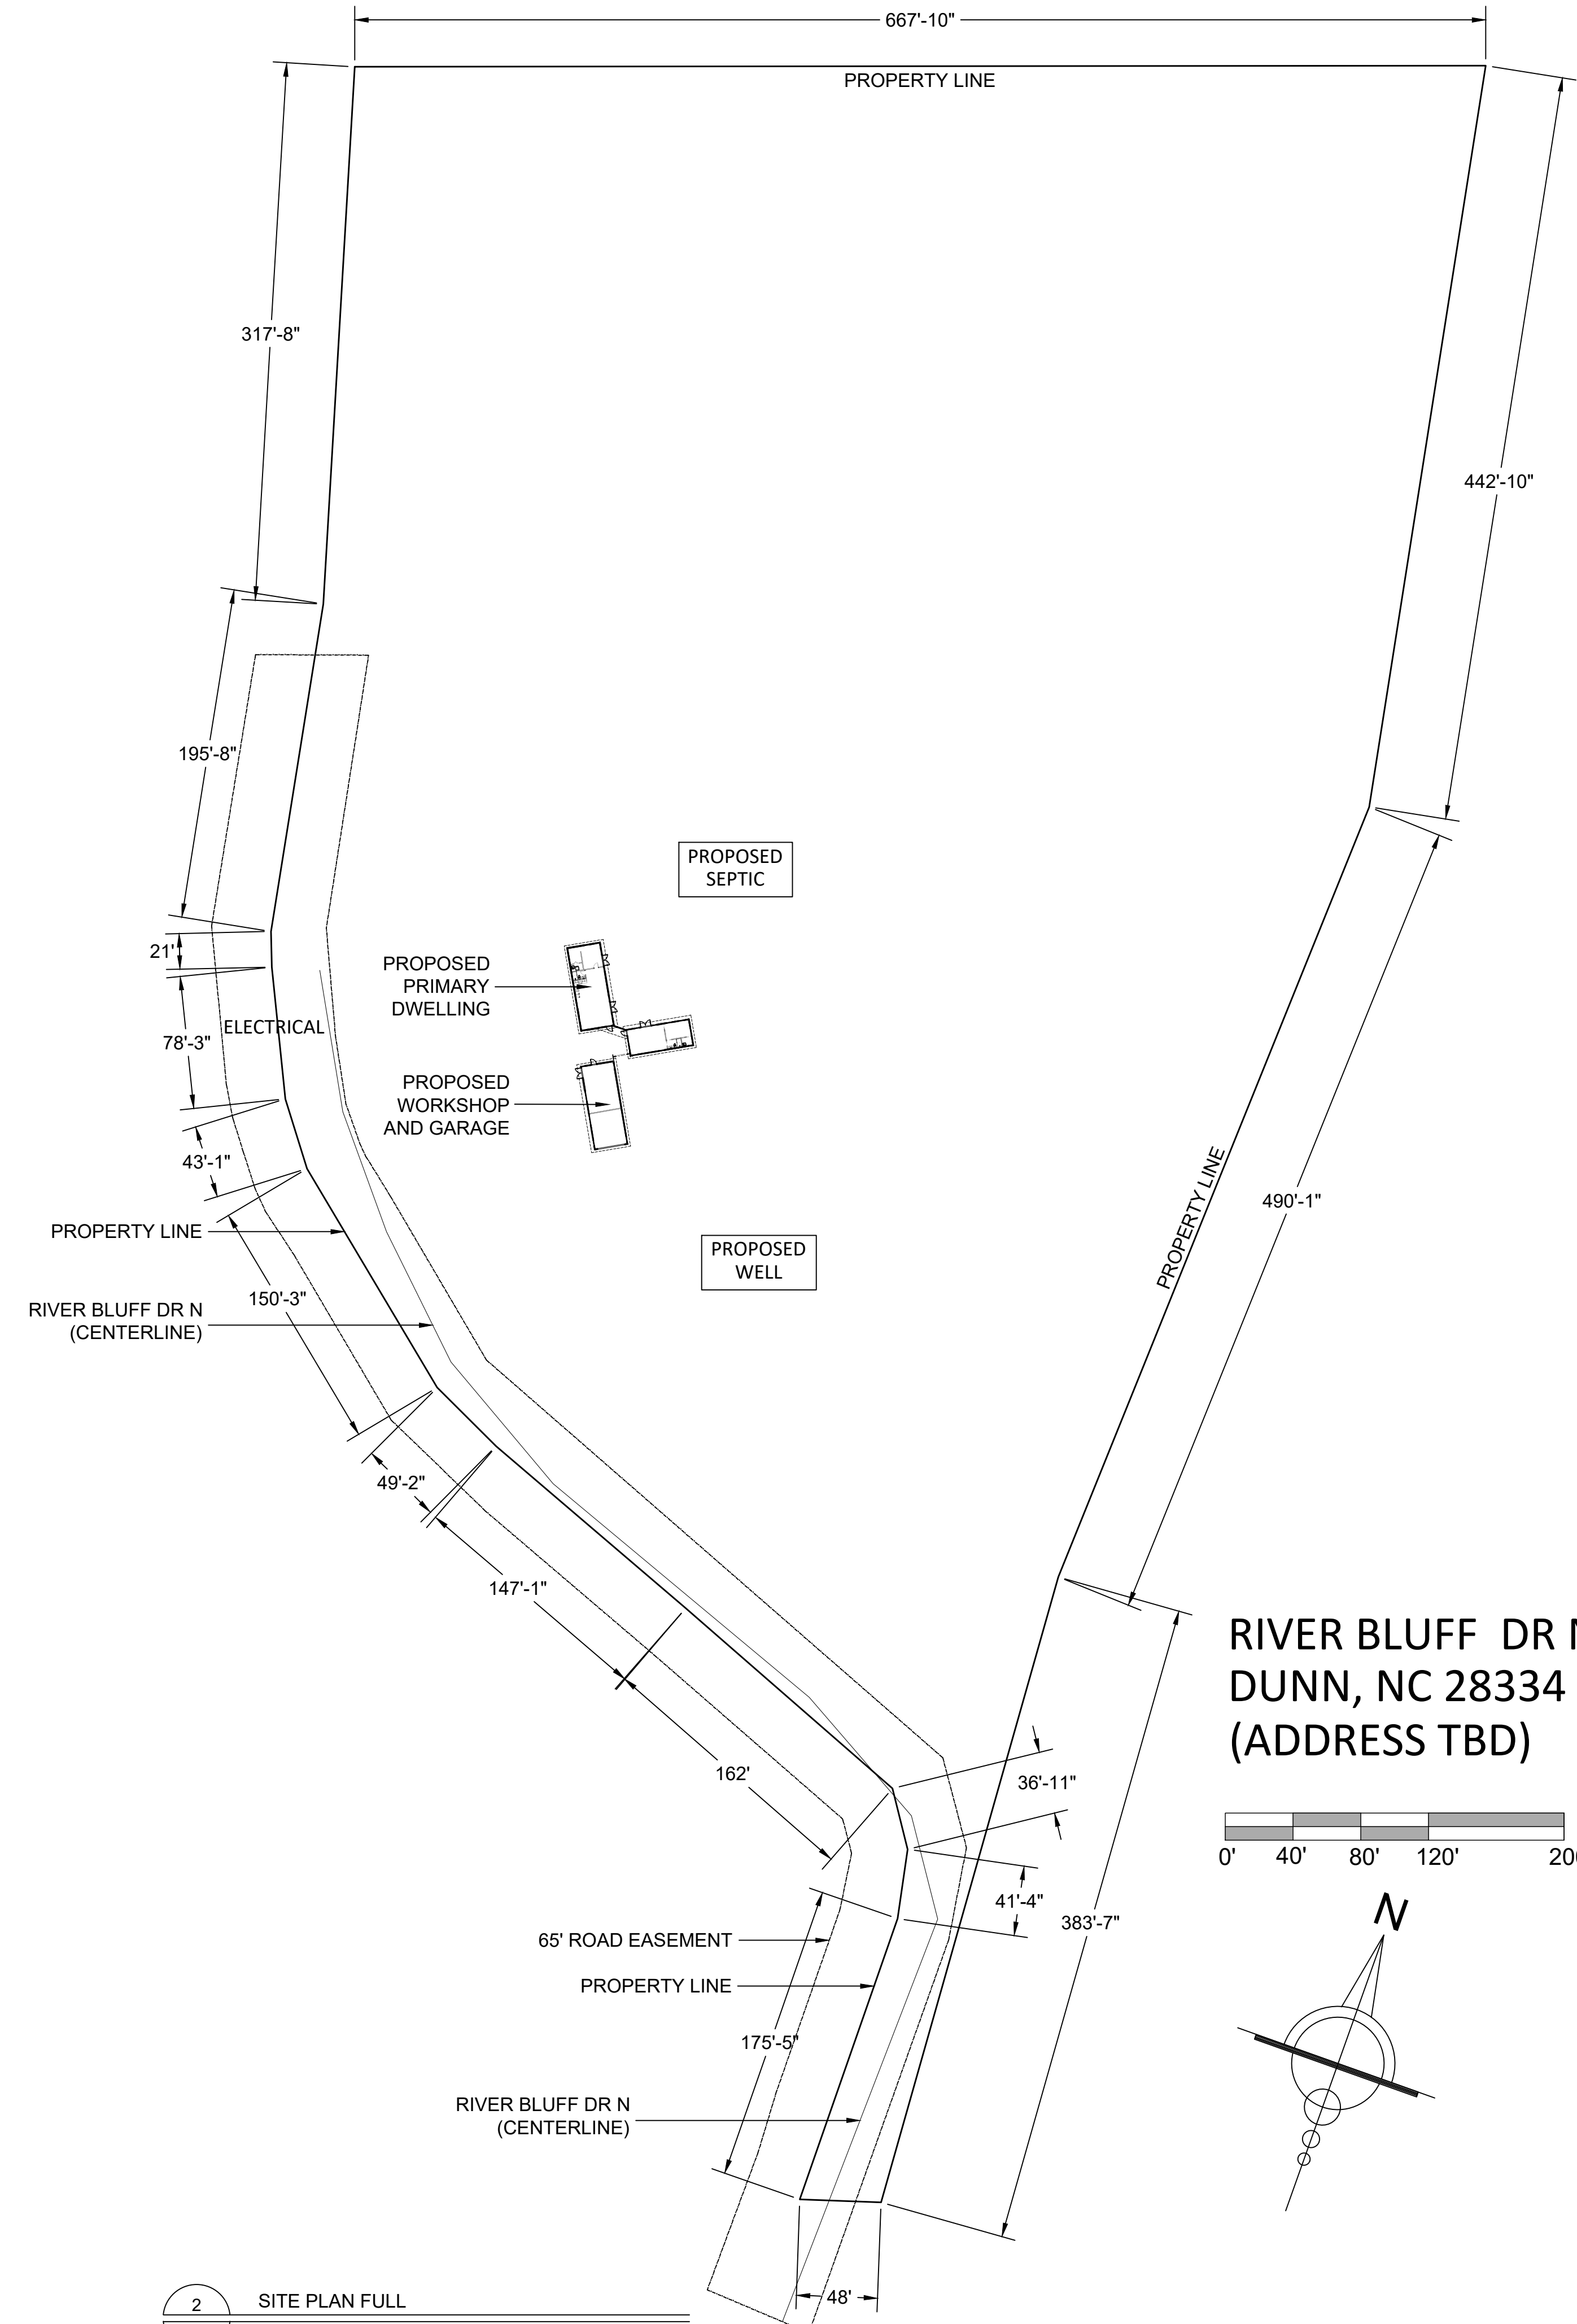 667'-10"
PROPERTY LINE
317'-8"
442'-10"
195'-8"
PROPOSED
SEPTIC
21'
PROPOSED
PRIMARY
DWELLING
ELECTRICAL
78'-3"
PROPOSED
WORKSHOP
AND GARAGE
43'-1"
PROPERTY LINE
490'-1"
PROPERTY LINE
PROPOSED
WELL
150'-3"
RIVER BLUFF DR N
(CENTERLINE)
49'-2"
147'-1"
RIVER BLUFF DR N
DUNN, NC 28334
(ADDRESS TBD)
162'
36'-11"
0' 40' 80' 120'
41'-4"
383'-7"
N
65' ROAD EASEMENT
PROPERTY LINE
175'-5"
RIVER BLUFF DR N
(CENTERLINE)
48'
2 SITE PLAN FULL